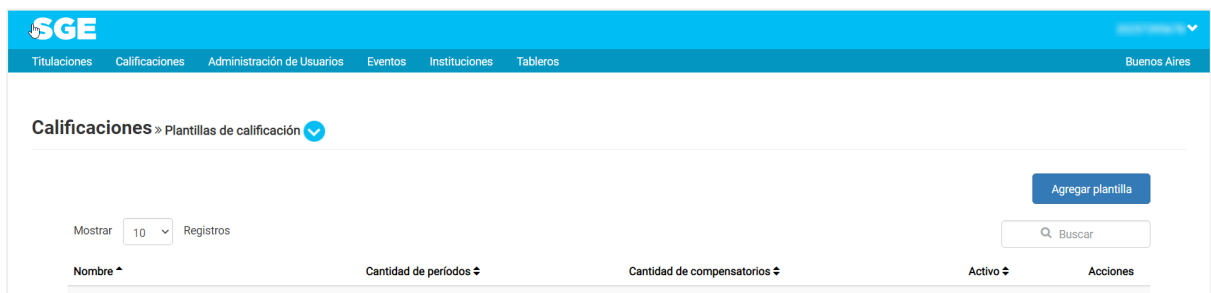 SGE
Titulaciones Calificaciones Administración de Usuarios Eventos Instituciones Tableros Buenos Aires
Calificaciones » Plantillas de calificación
Agregar plantilla
Mostrar 10 Registros Buscar
Nombre Cantidad de períodos Cantidad de compensatorios Activo Acciones